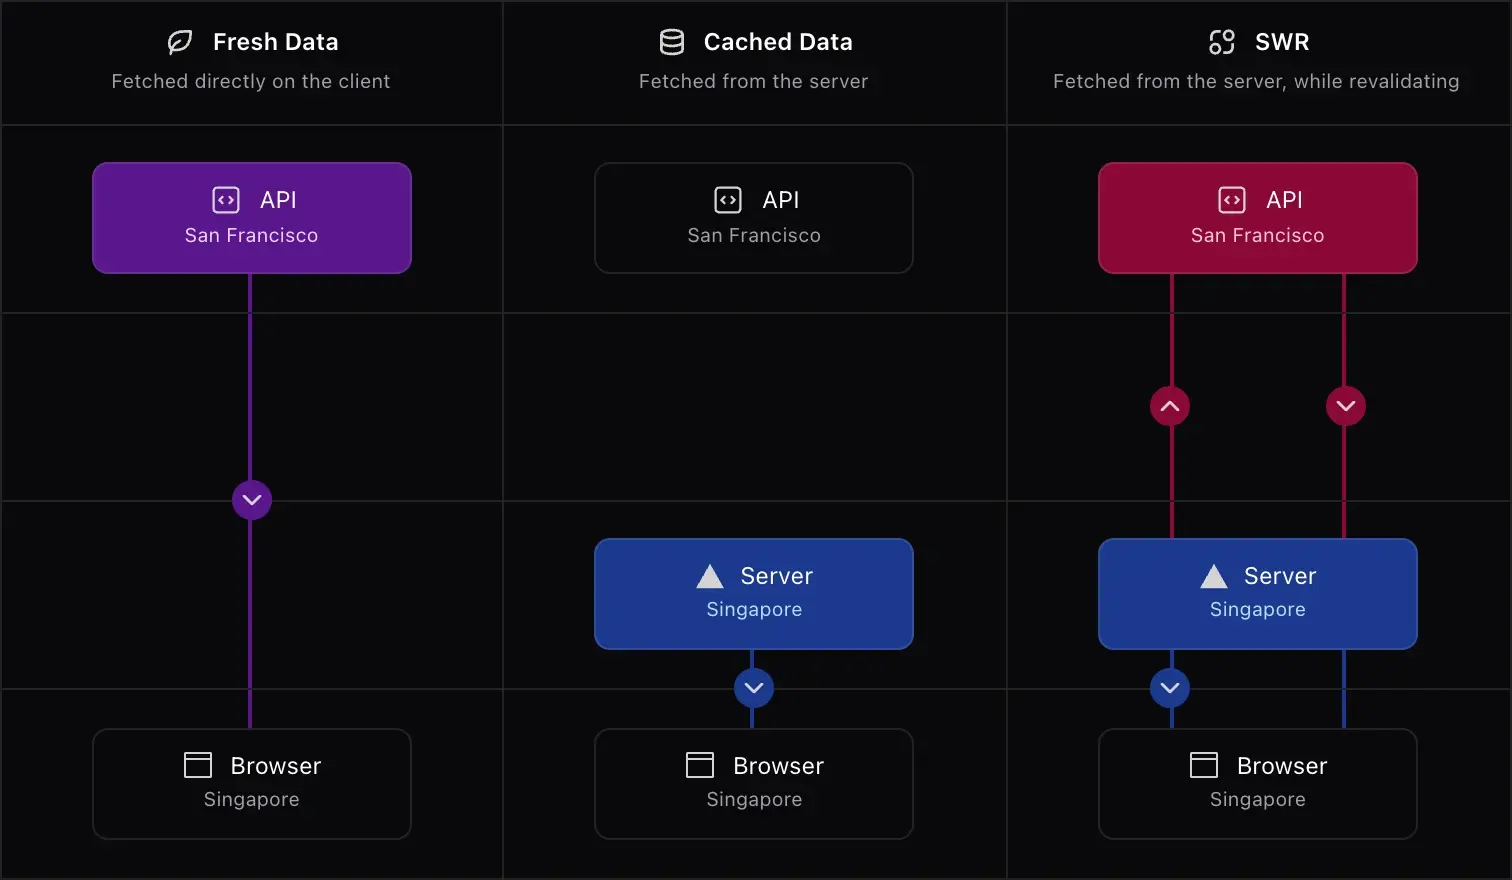 Fresh Data
Fetched directly on the client
Cached Data
Fetched from the server
SWR
Fetched from the server, while revalidating
API
San Francisco
API
San Francisco
API
San Francisco
Server
Singapore
Server
Singapore
Browser
Singapore
Browser
Singapore
Browser
Singapore